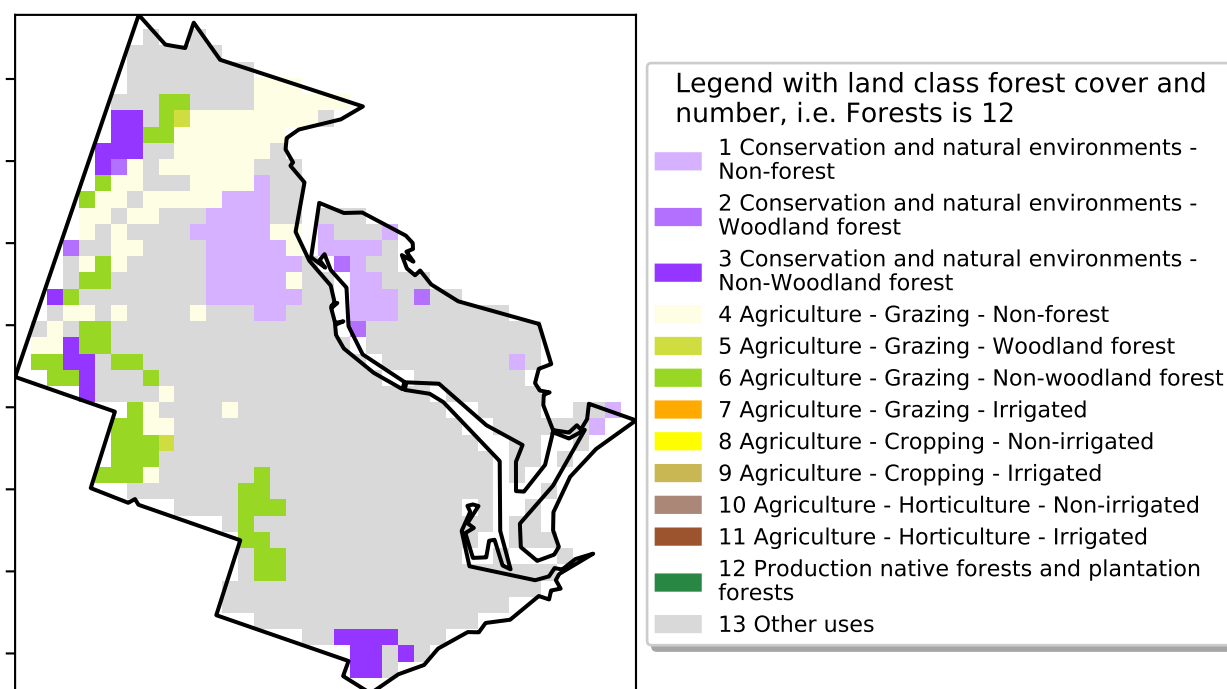 Legend with land class forest cover and
number, i.e. Forests is 12
1 Conservation and natural environments -
Non-forest
2 Conservation and natural environments -
Woodland forest
3 Conservation and natural environments -
Non-Woodland forest
4 Agriculture - Grazing - Non-forest
5 Agriculture - Grazing - Woodland forest
6 Agriculture - Grazing - Non-woodland forest
7 Agriculture - Grazing - Irrigated
8 Agriculture - Cropping - Non-irrigated
9 Agriculture - Cropping - Irrigated
10 Agriculture - Horticulture - Non-irrigated
11 Agriculture - Horticulture - Irrigated
12 Production native forests and plantation
forests
13 Other uses